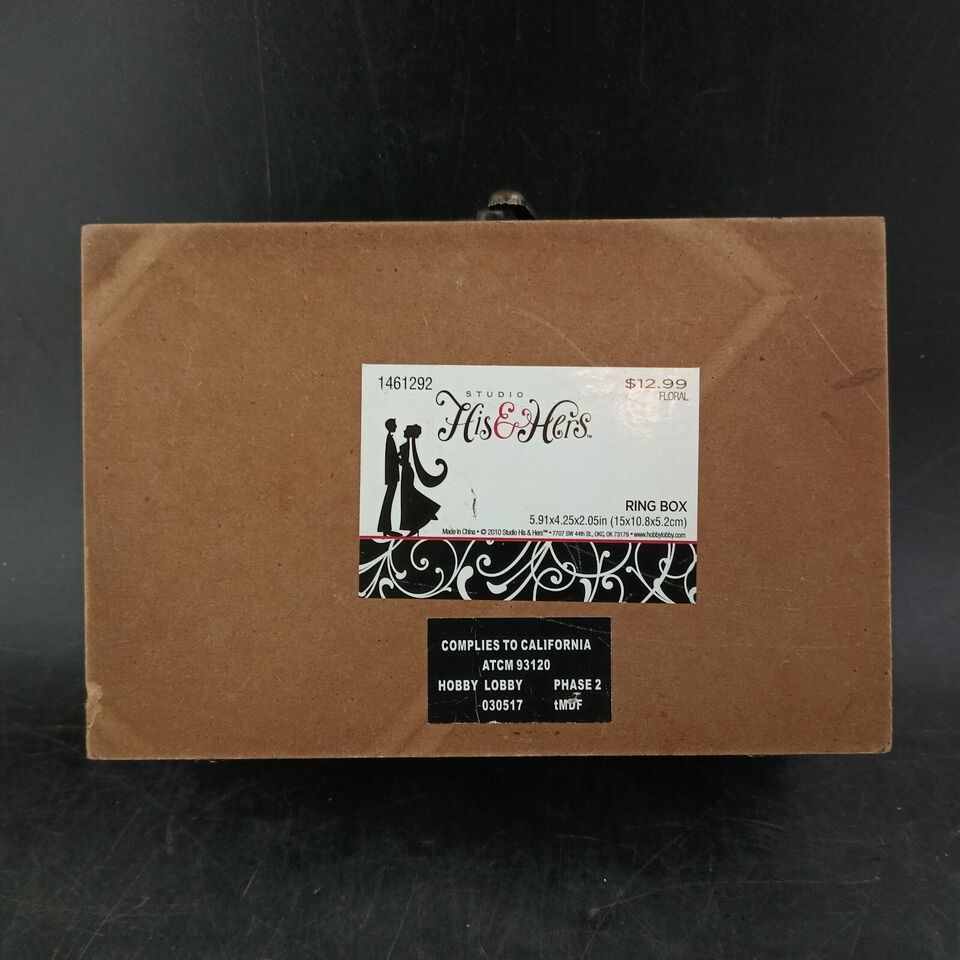 1461292
$12.99
FLORAL
STUDIO
His & Hers™
RING BOX
5.91x4.25x2.05in (15x10.8x5.2cm)
Made in China • © 2010 Studio His & Hers™ • 7707 SW 44th St., OKC, OK 73179 • www.hobbylobby.com
COMPLIES TO CALIFORNIA
ATCM 93120
HOBBY LOBBY PHASE 2
030517 tMDF